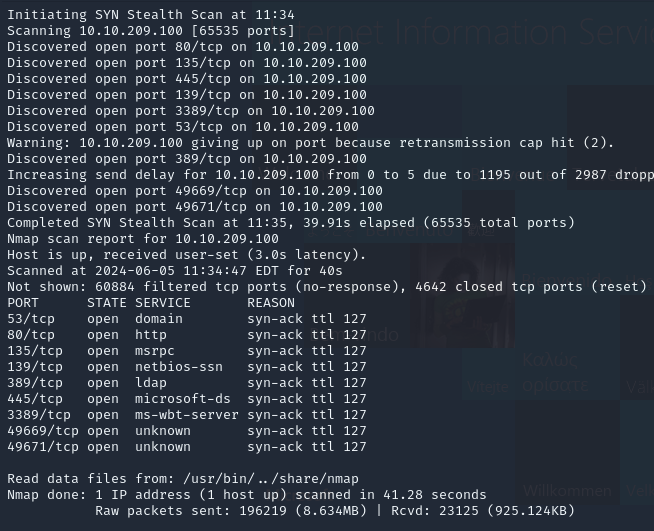 Initiating SYN Stealth Scan at 11:34
Scanning 10.10.209.100 [65535 ports]
Discovered open port 80/tcp on 10.10.209.100
Discovered open port 135/tcp on 10.10.209.100
Discovered open port 445/tcp on 10.10.209.100
Discovered open port 139/tcp on 10.10.209.100
Discovered open port 3389/tcp on 10.10.209.100
Discovered open port 53/tcp on 10.10.209.100
Warning: 10.10.209.100 giving up on port because retransmission cap hit (2).
Discovered open port 389/tcp on 10.10.209.100
Increasing send delay for 10.10.209.100 from 0 to 5 due to 1195 out of 2987 dropp
Discovered open port 49669/tcp on 10.10.209.100
Discovered open port 49671/tcp on 10.10.209.100
Completed SYN Stealth Scan at 11:35, 39.91s elapsed (65535 total ports)
Nmap scan report for 10.10.209.100
Host is up, received user-set (3.0s latency).
Scanned at 2024-06-05 11:34:47 EDT for 40s
Not shown: 60884 filtered tcp ports (no-response), 4642 closed tcp ports (reset)
PORT      STATE SERVICE       REASON
53/tcp    open  domain        syn-ack ttl 127
80/tcp    open  http          syn-ack ttl 127
135/tcp   open  msrpc         syn-ack ttl 127
139/tcp   open  netbios-ssn   syn-ack ttl 127
389/tcp   open  ldap          syn-ack ttl 127
445/tcp   open  microsoft-ds  syn-ack ttl 127
3389/tcp  open  ms-wbt-server syn-ack ttl 127
49669/tcp open  unknown       syn-ack ttl 127
49671/tcp open  unknown       syn-ack ttl 127
Read data files from: /usr/bin/../share/nmap
Nmap done: 1 IP address (1 host up) scanned in 41.28 seconds
Raw packets sent: 196219 (8.634MB) | Rcvd: 23125 (925.124KB)
Internet Information Servic
Καλώς
ορίσατε
Willkommen